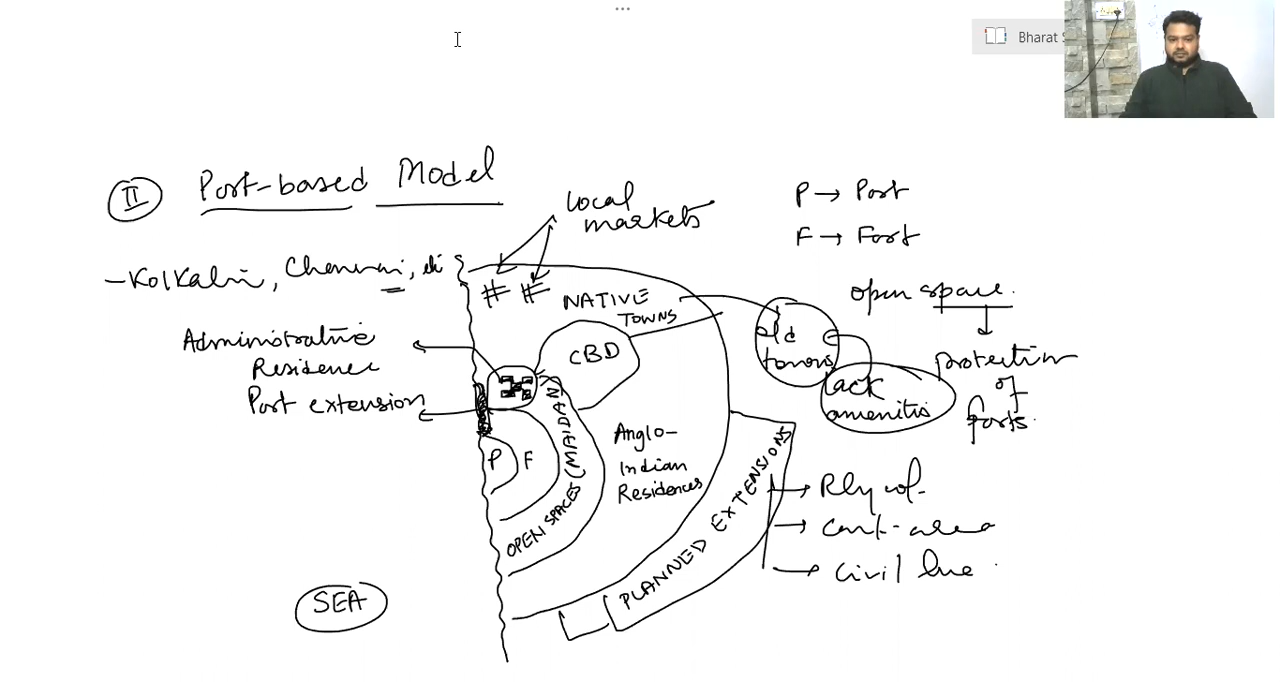 Bharat S
II Port-based Model
Local
markets
P → Port
F → Fort
- Kolkata, Chennai, etc
NATIVE
TOWNS
open space.
Administrative
Residence
Port extension
CBD
old
towns
lack
amenities
protection
of
forts.
P F
OPEN SPACES (MAIDAN)
Anglo-
Indian
Residences
PLANNED EXTENSIONS
→ Rly col.
→ Cant. area
→ Civil line
SEA